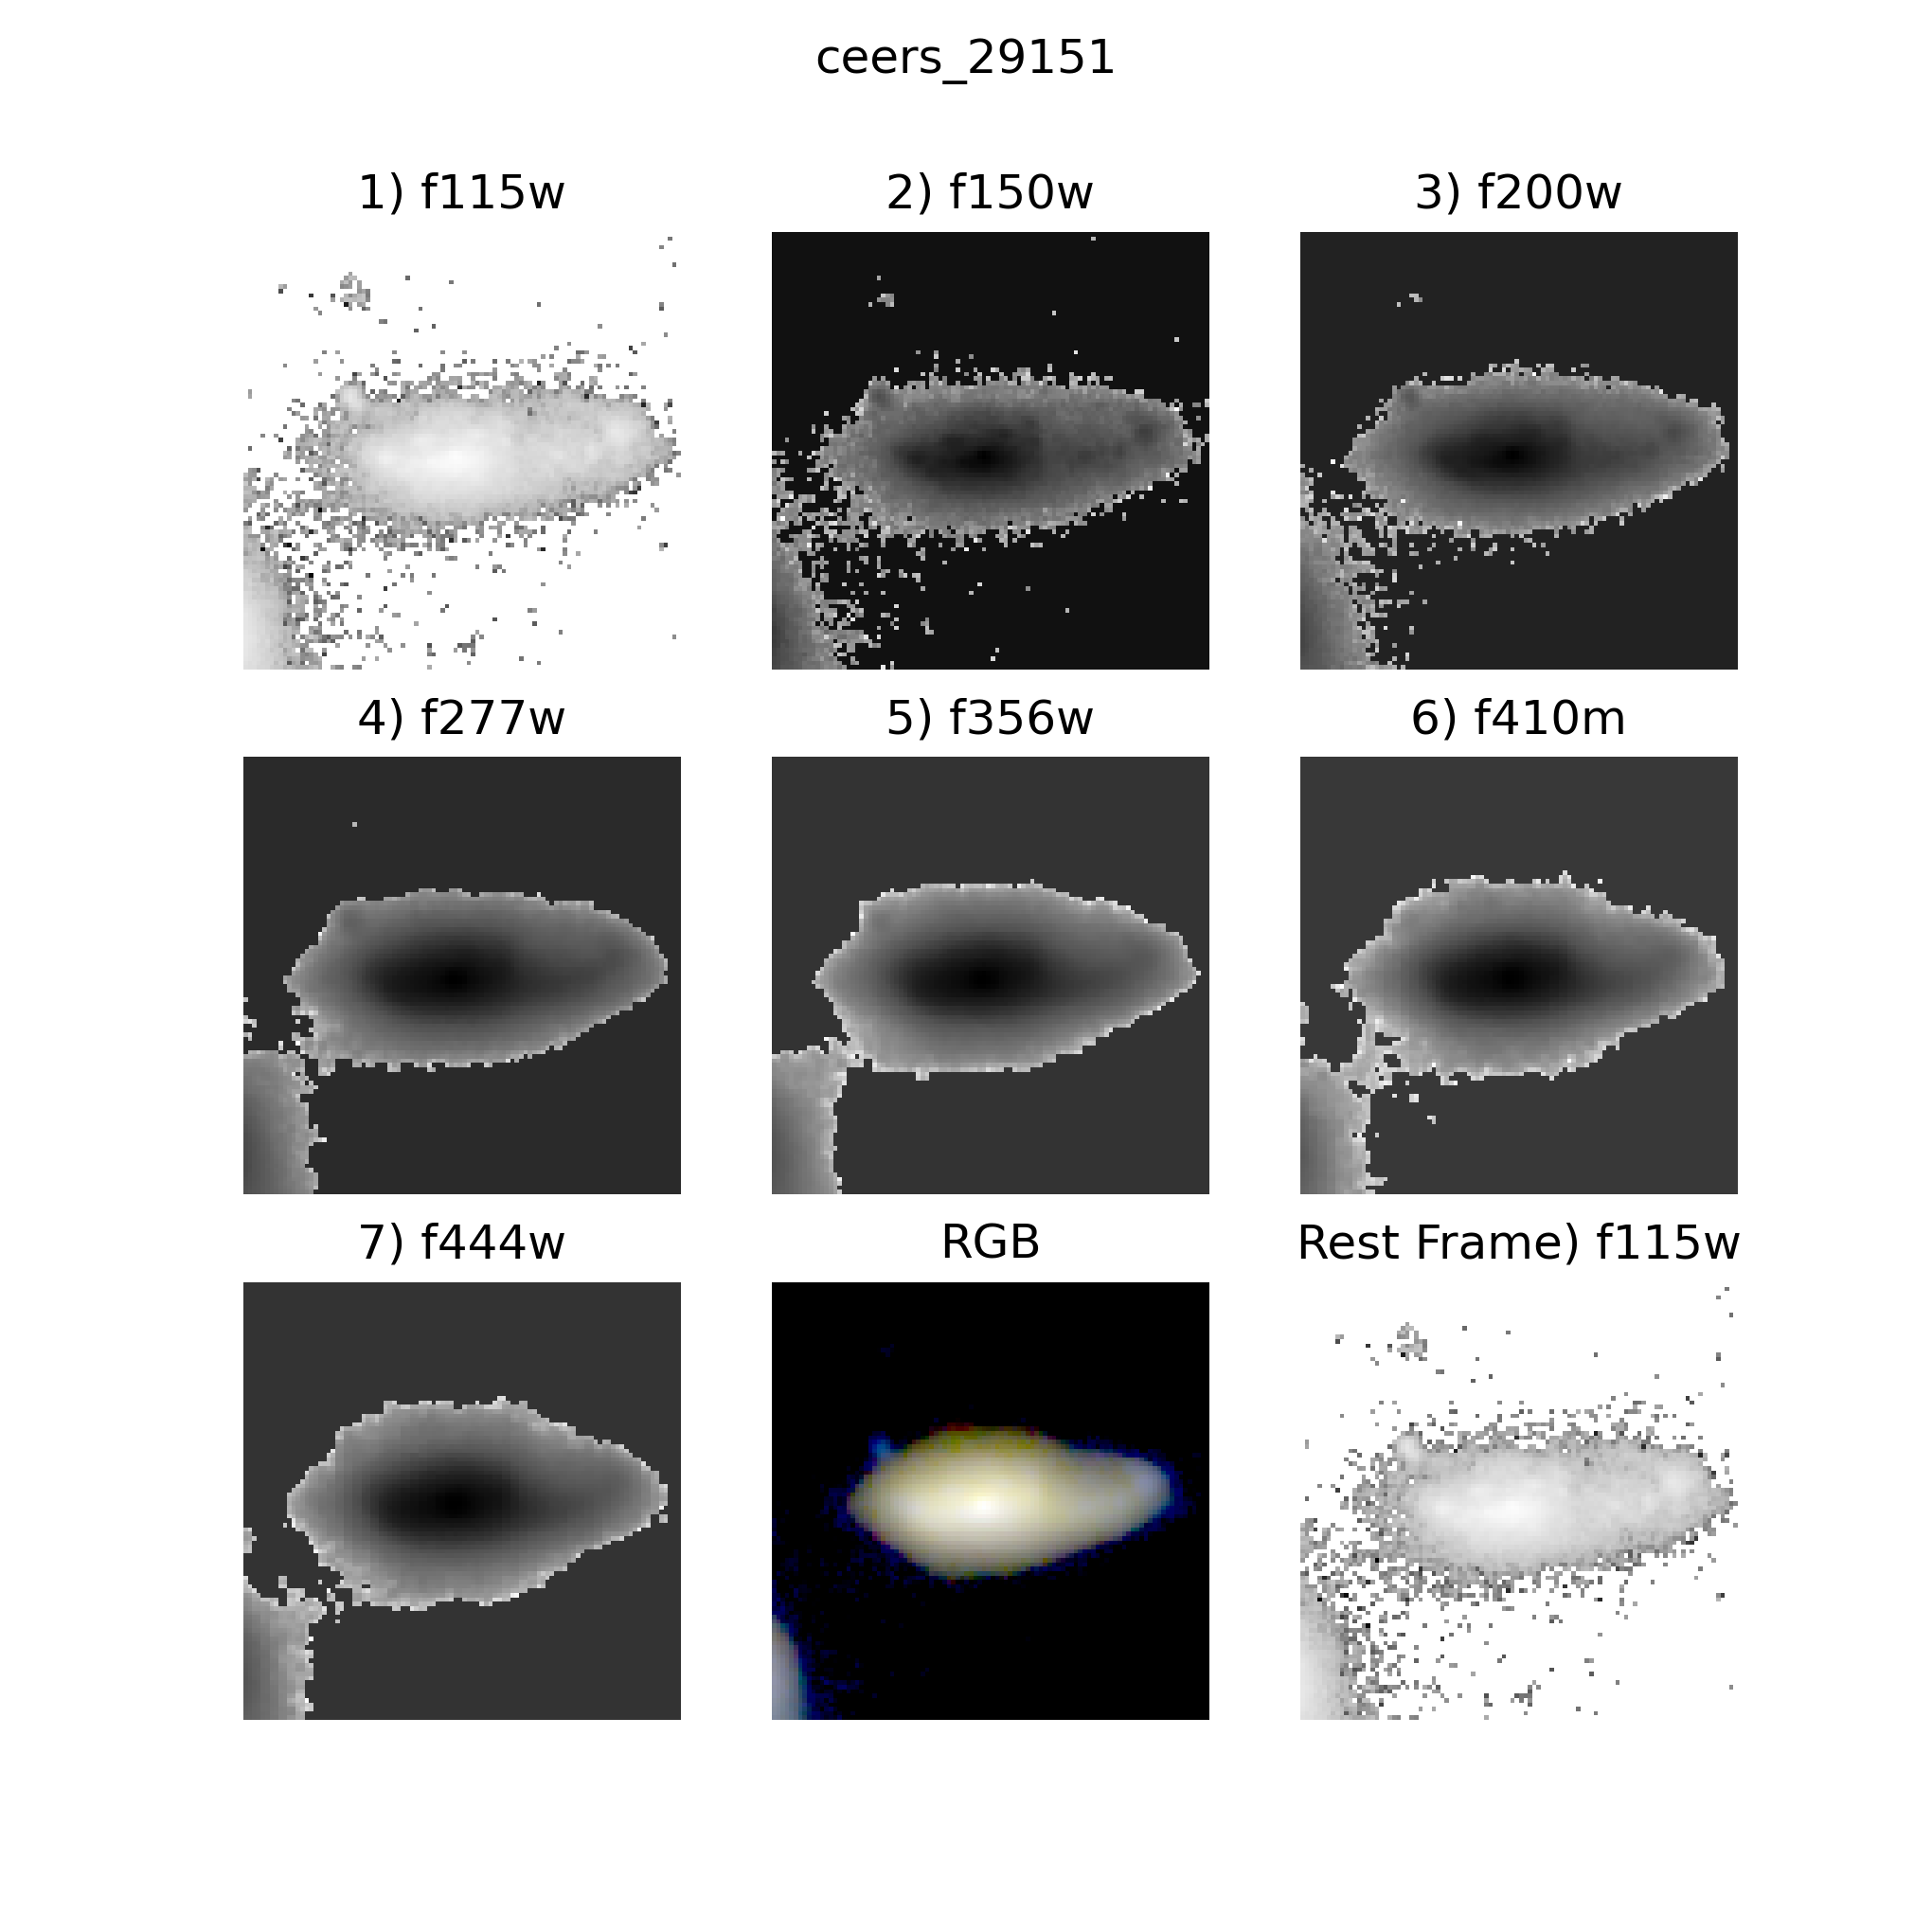 ceers_29151
1) f115w
2) f150w
3) f200w
4) f277w
5) f356w
6) f410m
7) f444w
RGB
Rest Frame) f115w